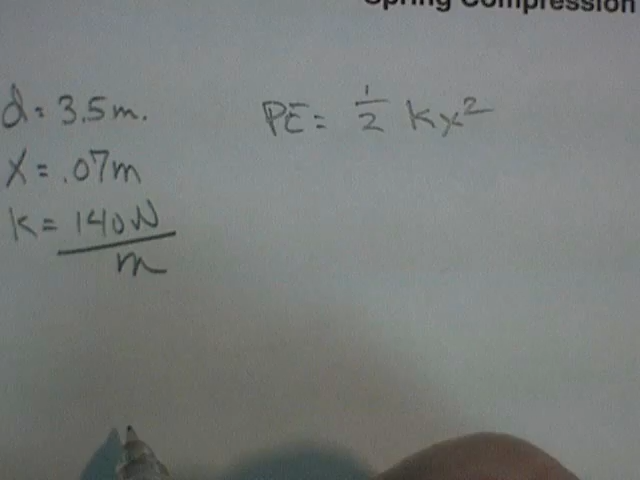 Spring Compression
d = 3.5m.
PE = 1/2 Kx²
X = .07m
K = 140N/m